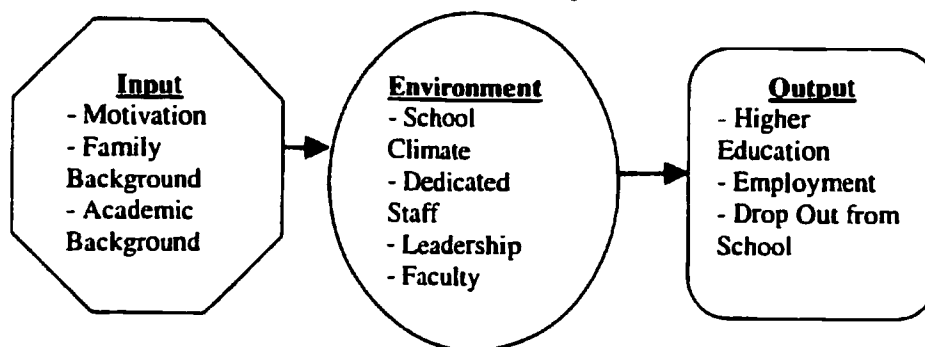 Input
- Motivation
- Family
Background
- Academic
Background
Environment
- School
Climate
- Dedicated
Staff
- Leadership
- Faculty
Output
- Higher
Education
- Employment
- Drop Out from
School